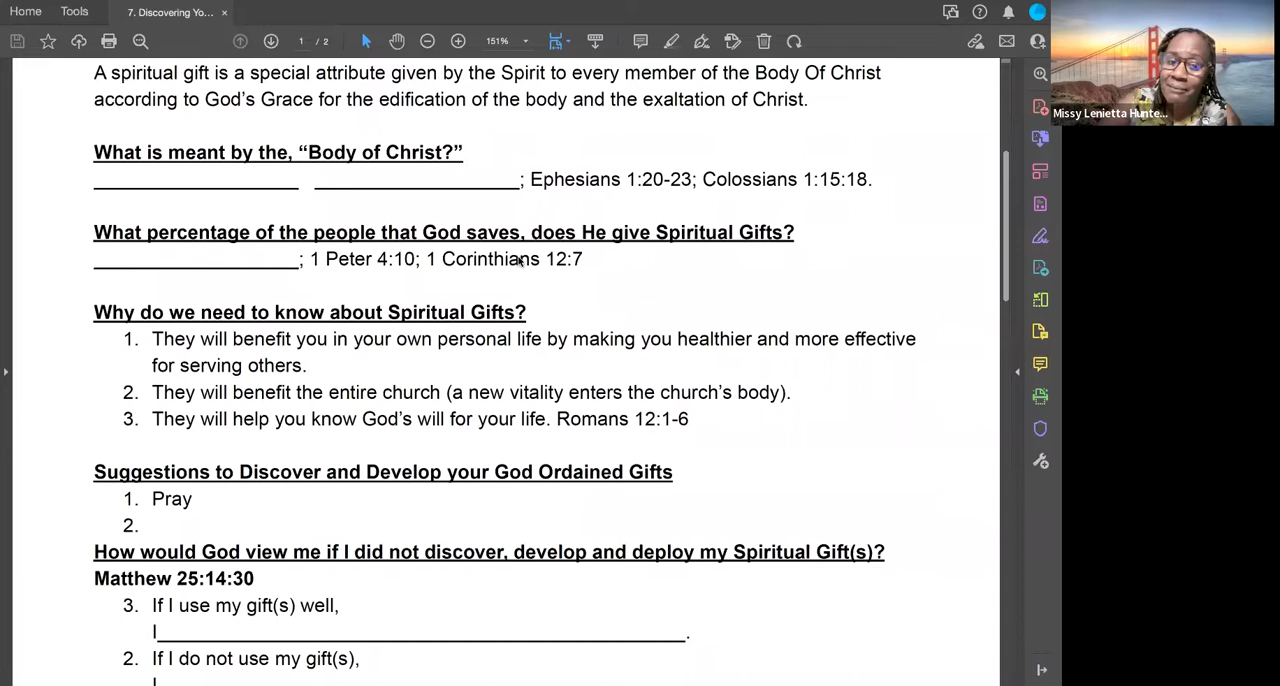 Home Tools 7. Discovering Yo... ×
1 / 2 151%
A spiritual gift is a special attribute given by the Spirit to every member of the Body Of Christ
according to God's Grace for the edification of the body and the exaltation of Christ.
What is meant by the, “Body of Christ?”
____________________ ____________________; Ephesians 1:20-23; Colossians 1:15:18.
What percentage of the people that God saves, does He give Spiritual Gifts?
____________________; 1 Peter 4:10; 1 Corinthians 12:7
Why do we need to know about Spiritual Gifts?
1. They will benefit you in your own personal life by making you healthier and more effective
for serving others.
2. They will benefit the entire church (a new vitality enters the church's body).
3. They will help you know God's will for your life. Romans 12:1-6
Suggestions to Discover and Develop your God Ordained Gifts
1. Pray
2.
How would God view me if I did not discover, develop and deploy my Spiritual Gift(s)?
Matthew 25:14:30
3. If I use my gift(s) well,
I____________________.
2. If I do not use my gift(s),
Missy Lenietta Hunte...